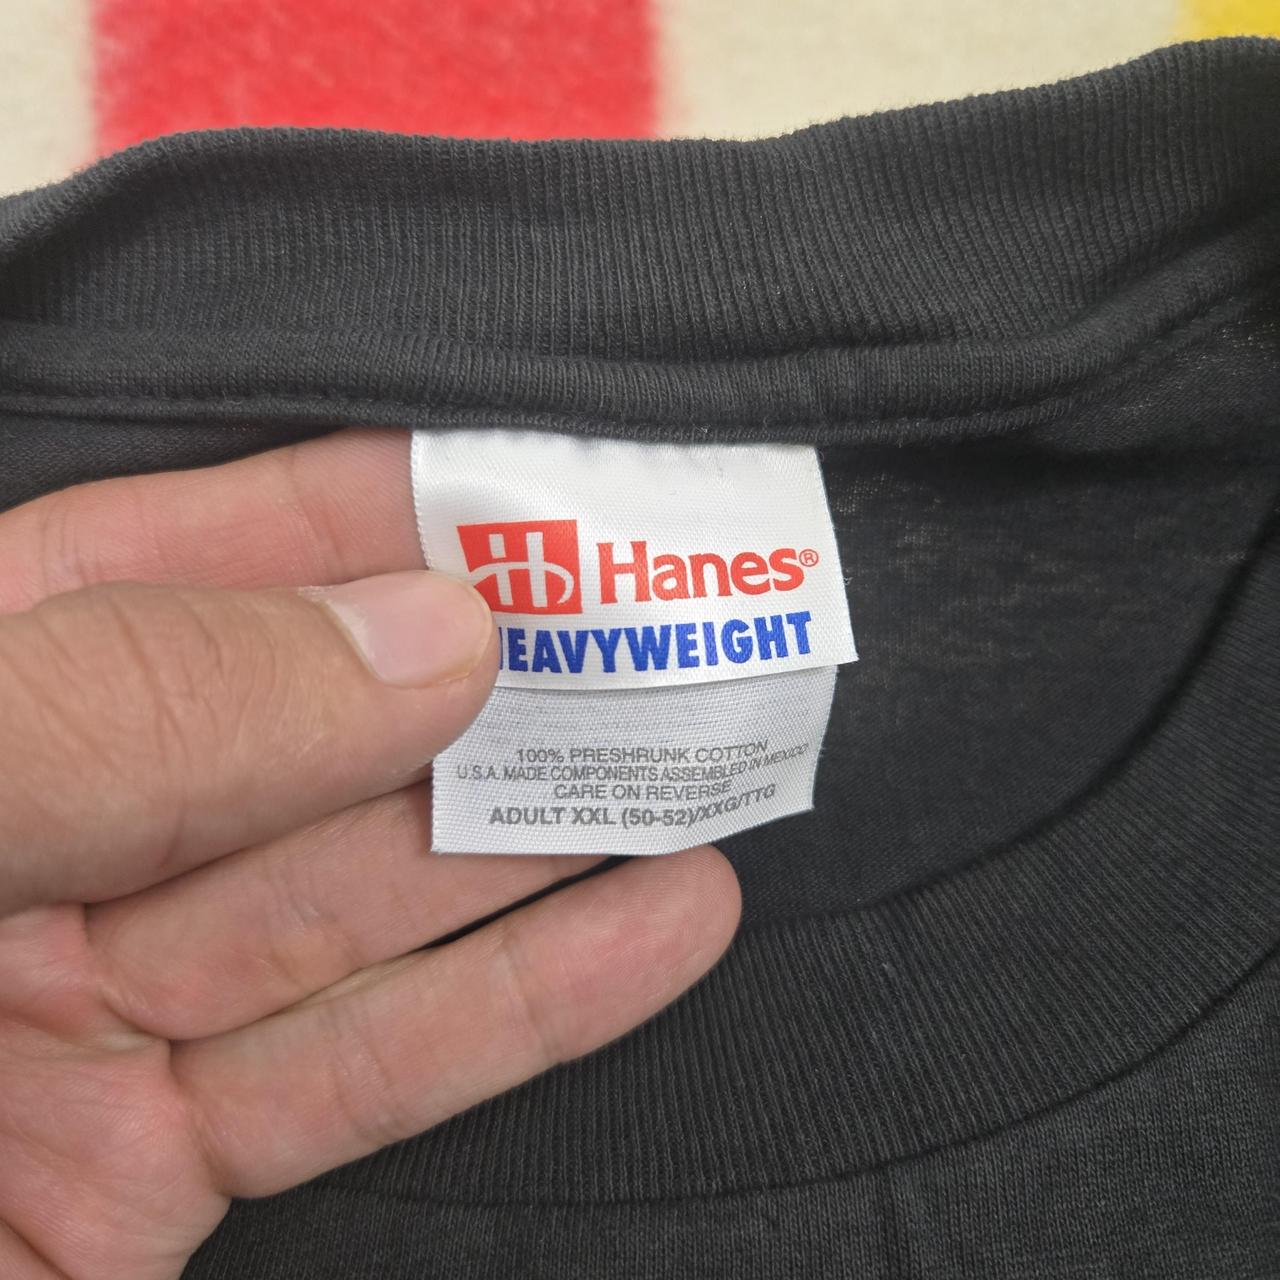 H Hanes®
HEAVYWEIGHT
100% PRESHRUNK COTTON
U.S.A. MADE COMPONENTS ASSEMBLED IN MEXICO
CARE ON REVERSE
ADULT XXL (50-52)/XXG/TTG